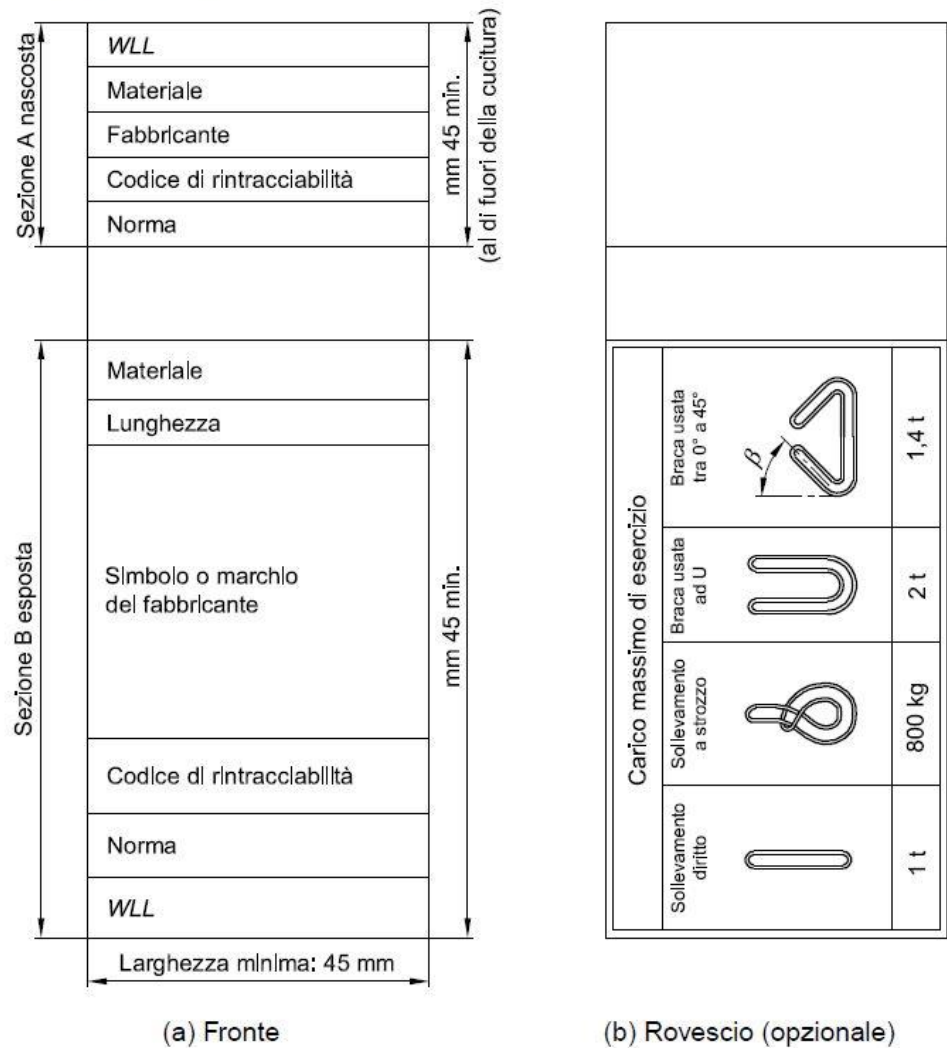 Sezione A nascosta
WLL
Materiale
Fabbricante
Codice di rintracciabilità
Norma
mm 45 min.
(al di fuori della cucitura)
Sezione B esposta
Materiale
Lunghezza
Simbolo o marchio
del fabbricante
Codice di rintracciabilità
Norma
WLL
mm 45 min.
Larghezza minima: 45 mm
(a) Fronte
Carico massimo di esercizio
Sollevamento
diritto
1 t
Sollevamento
a strozzo
800 kg
Braca usata
ad U
2 t
Braca usata
tra 0° a 45°
β
1,4 t
(b) Rovescio (opzionale)